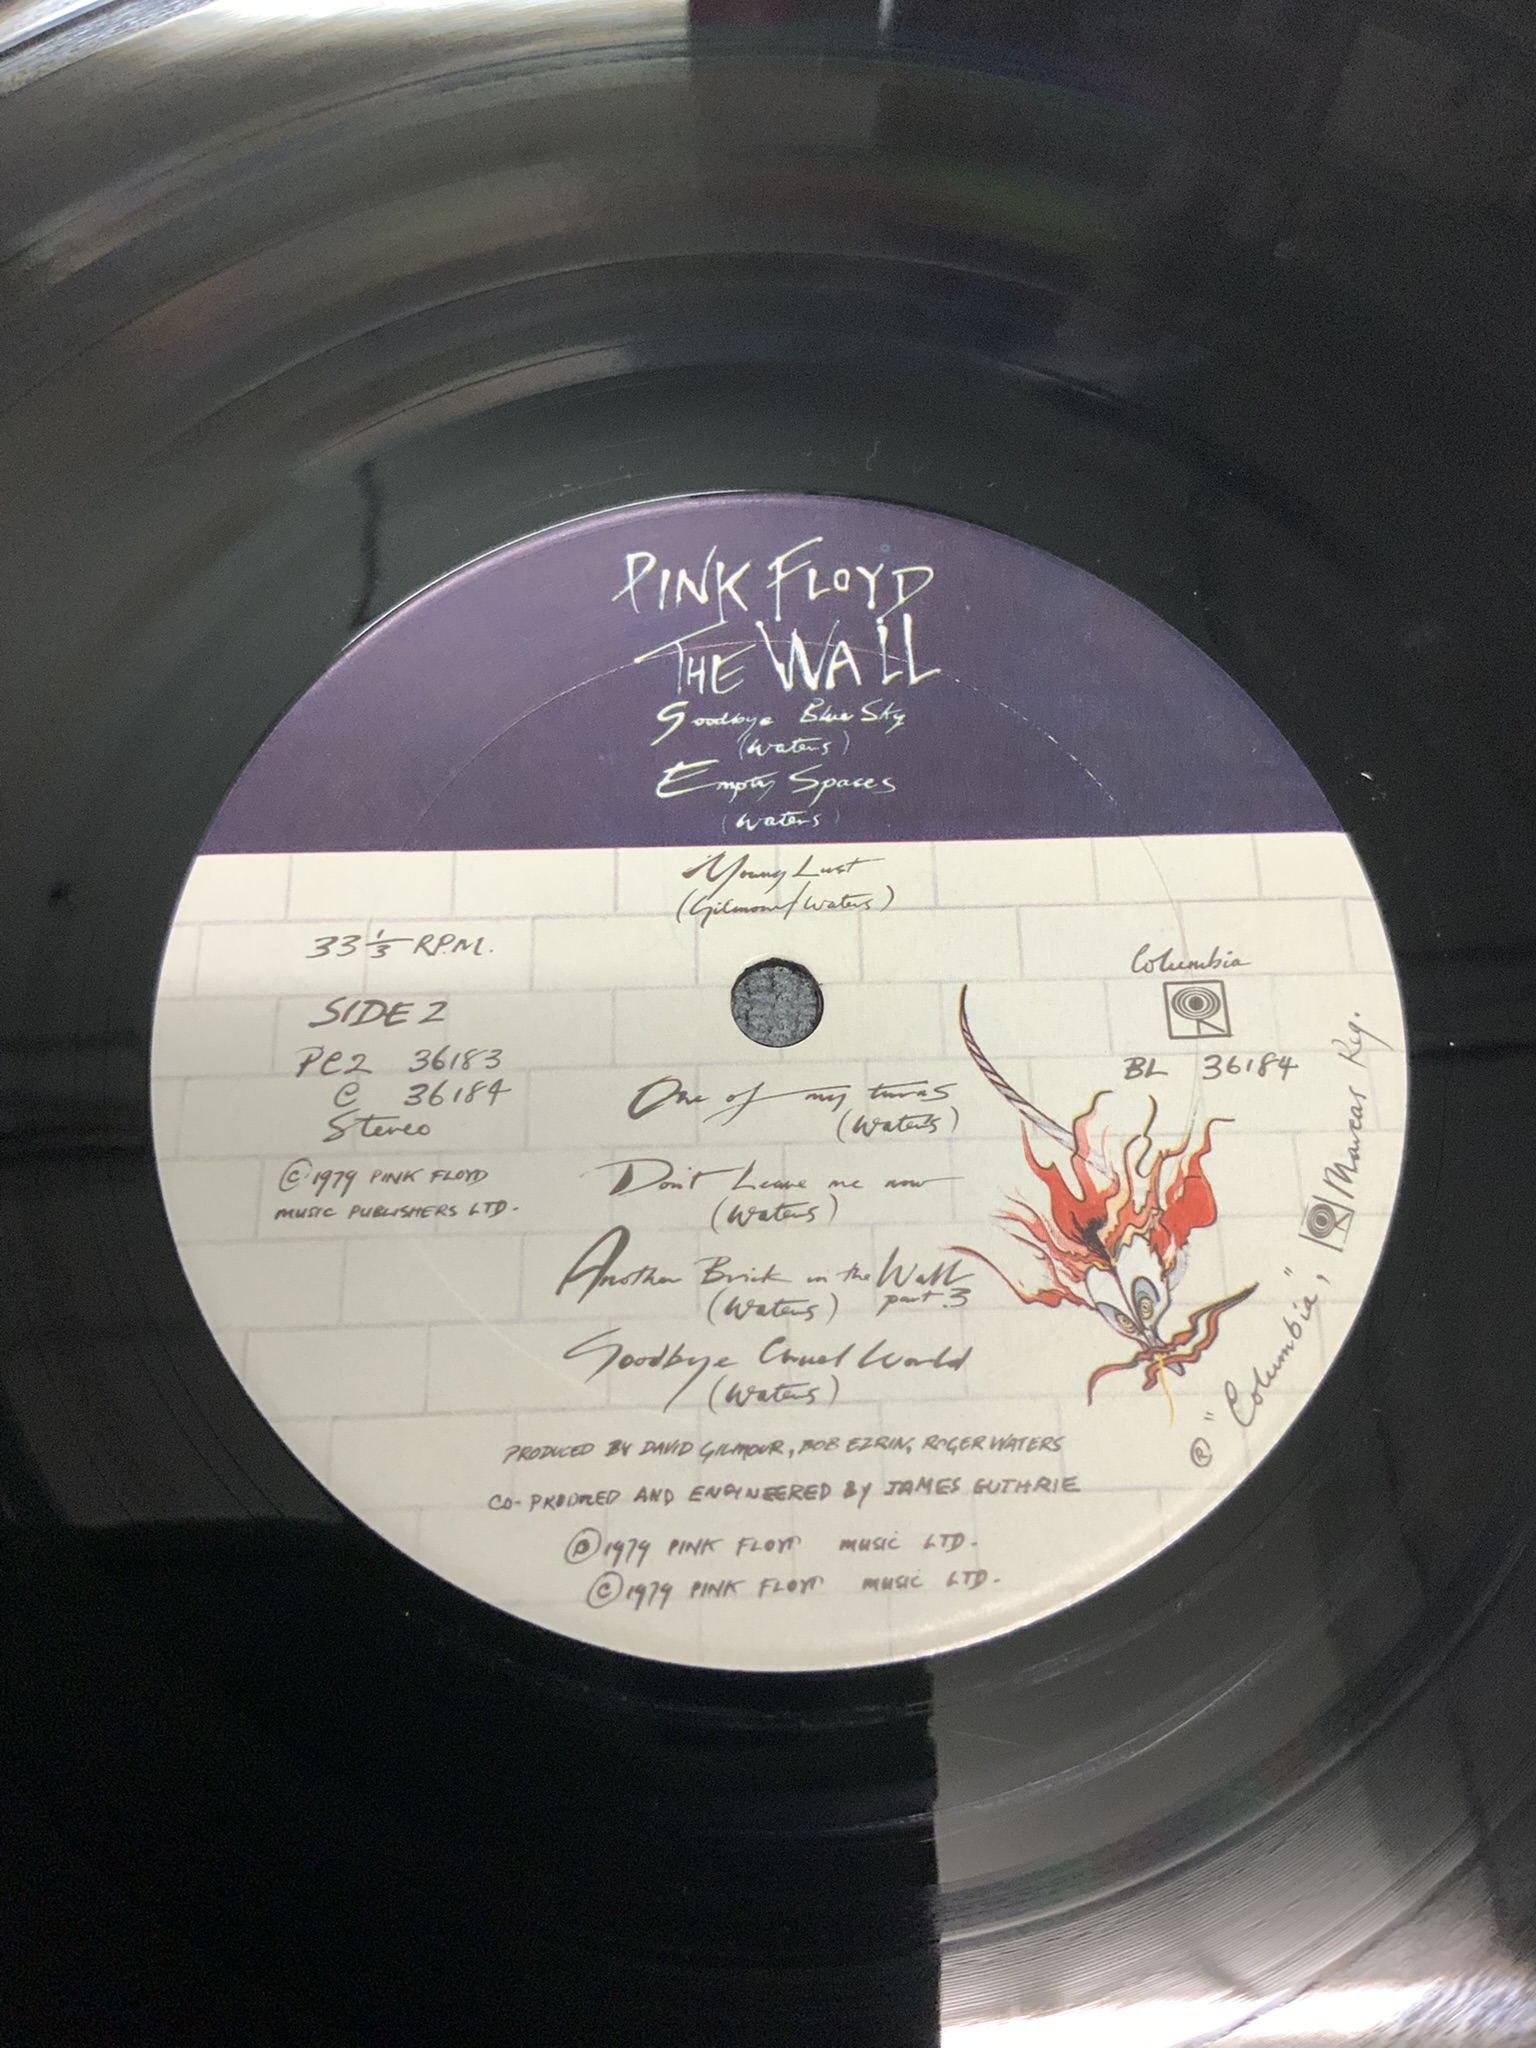 PINK FLOYD
THE WALL
Goodbye Blue Sky
(Waters)
Empty Spaces
(Waters)
Young Lust
(Gilmour/Waters)
33 1/3 R.P.M.
SIDE 2
PC2 36183
C 36184
Stereo
©1979 PINK FLOYD
MUSIC PUBLISHERS LTD.
Columbia
BL 36184
One of my turns
(Waters)
Don't Leave me now
(Waters)
Another Brick in the Wall
part 3
(Waters)
Goodbye Cruel World
(Waters)
PRODUCED BY DAVID GILMOUR, BOB EZRIN, ROGER WATERS
CO-PRODUCED AND ENGINEERED BY JAMES GUTHRIE
℗1979 PINK FLOYD MUSIC LTD.
©1979 PINK FLOYD MUSIC LTD.
® "Columbia", Marcas Reg.